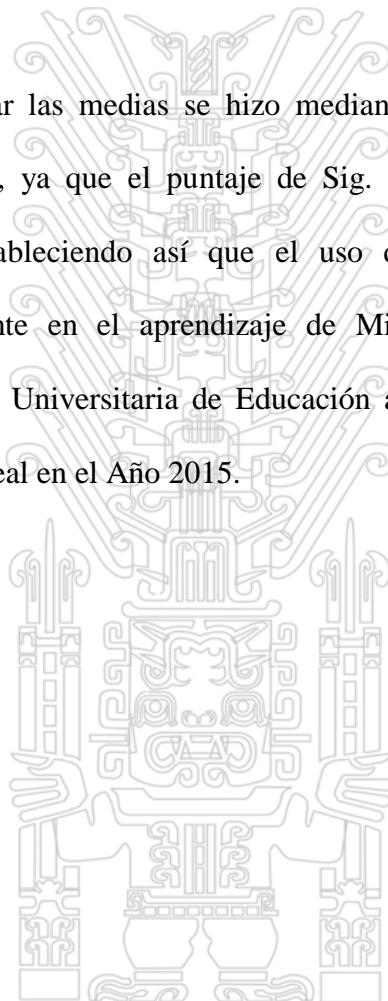 ar las medias se hizo median
, ya que el puntaje de Sig.
ableciendo así que el uso
nte en el aprendizaje de Mi
Universitaria de Educación a
eal en el Año 2015.